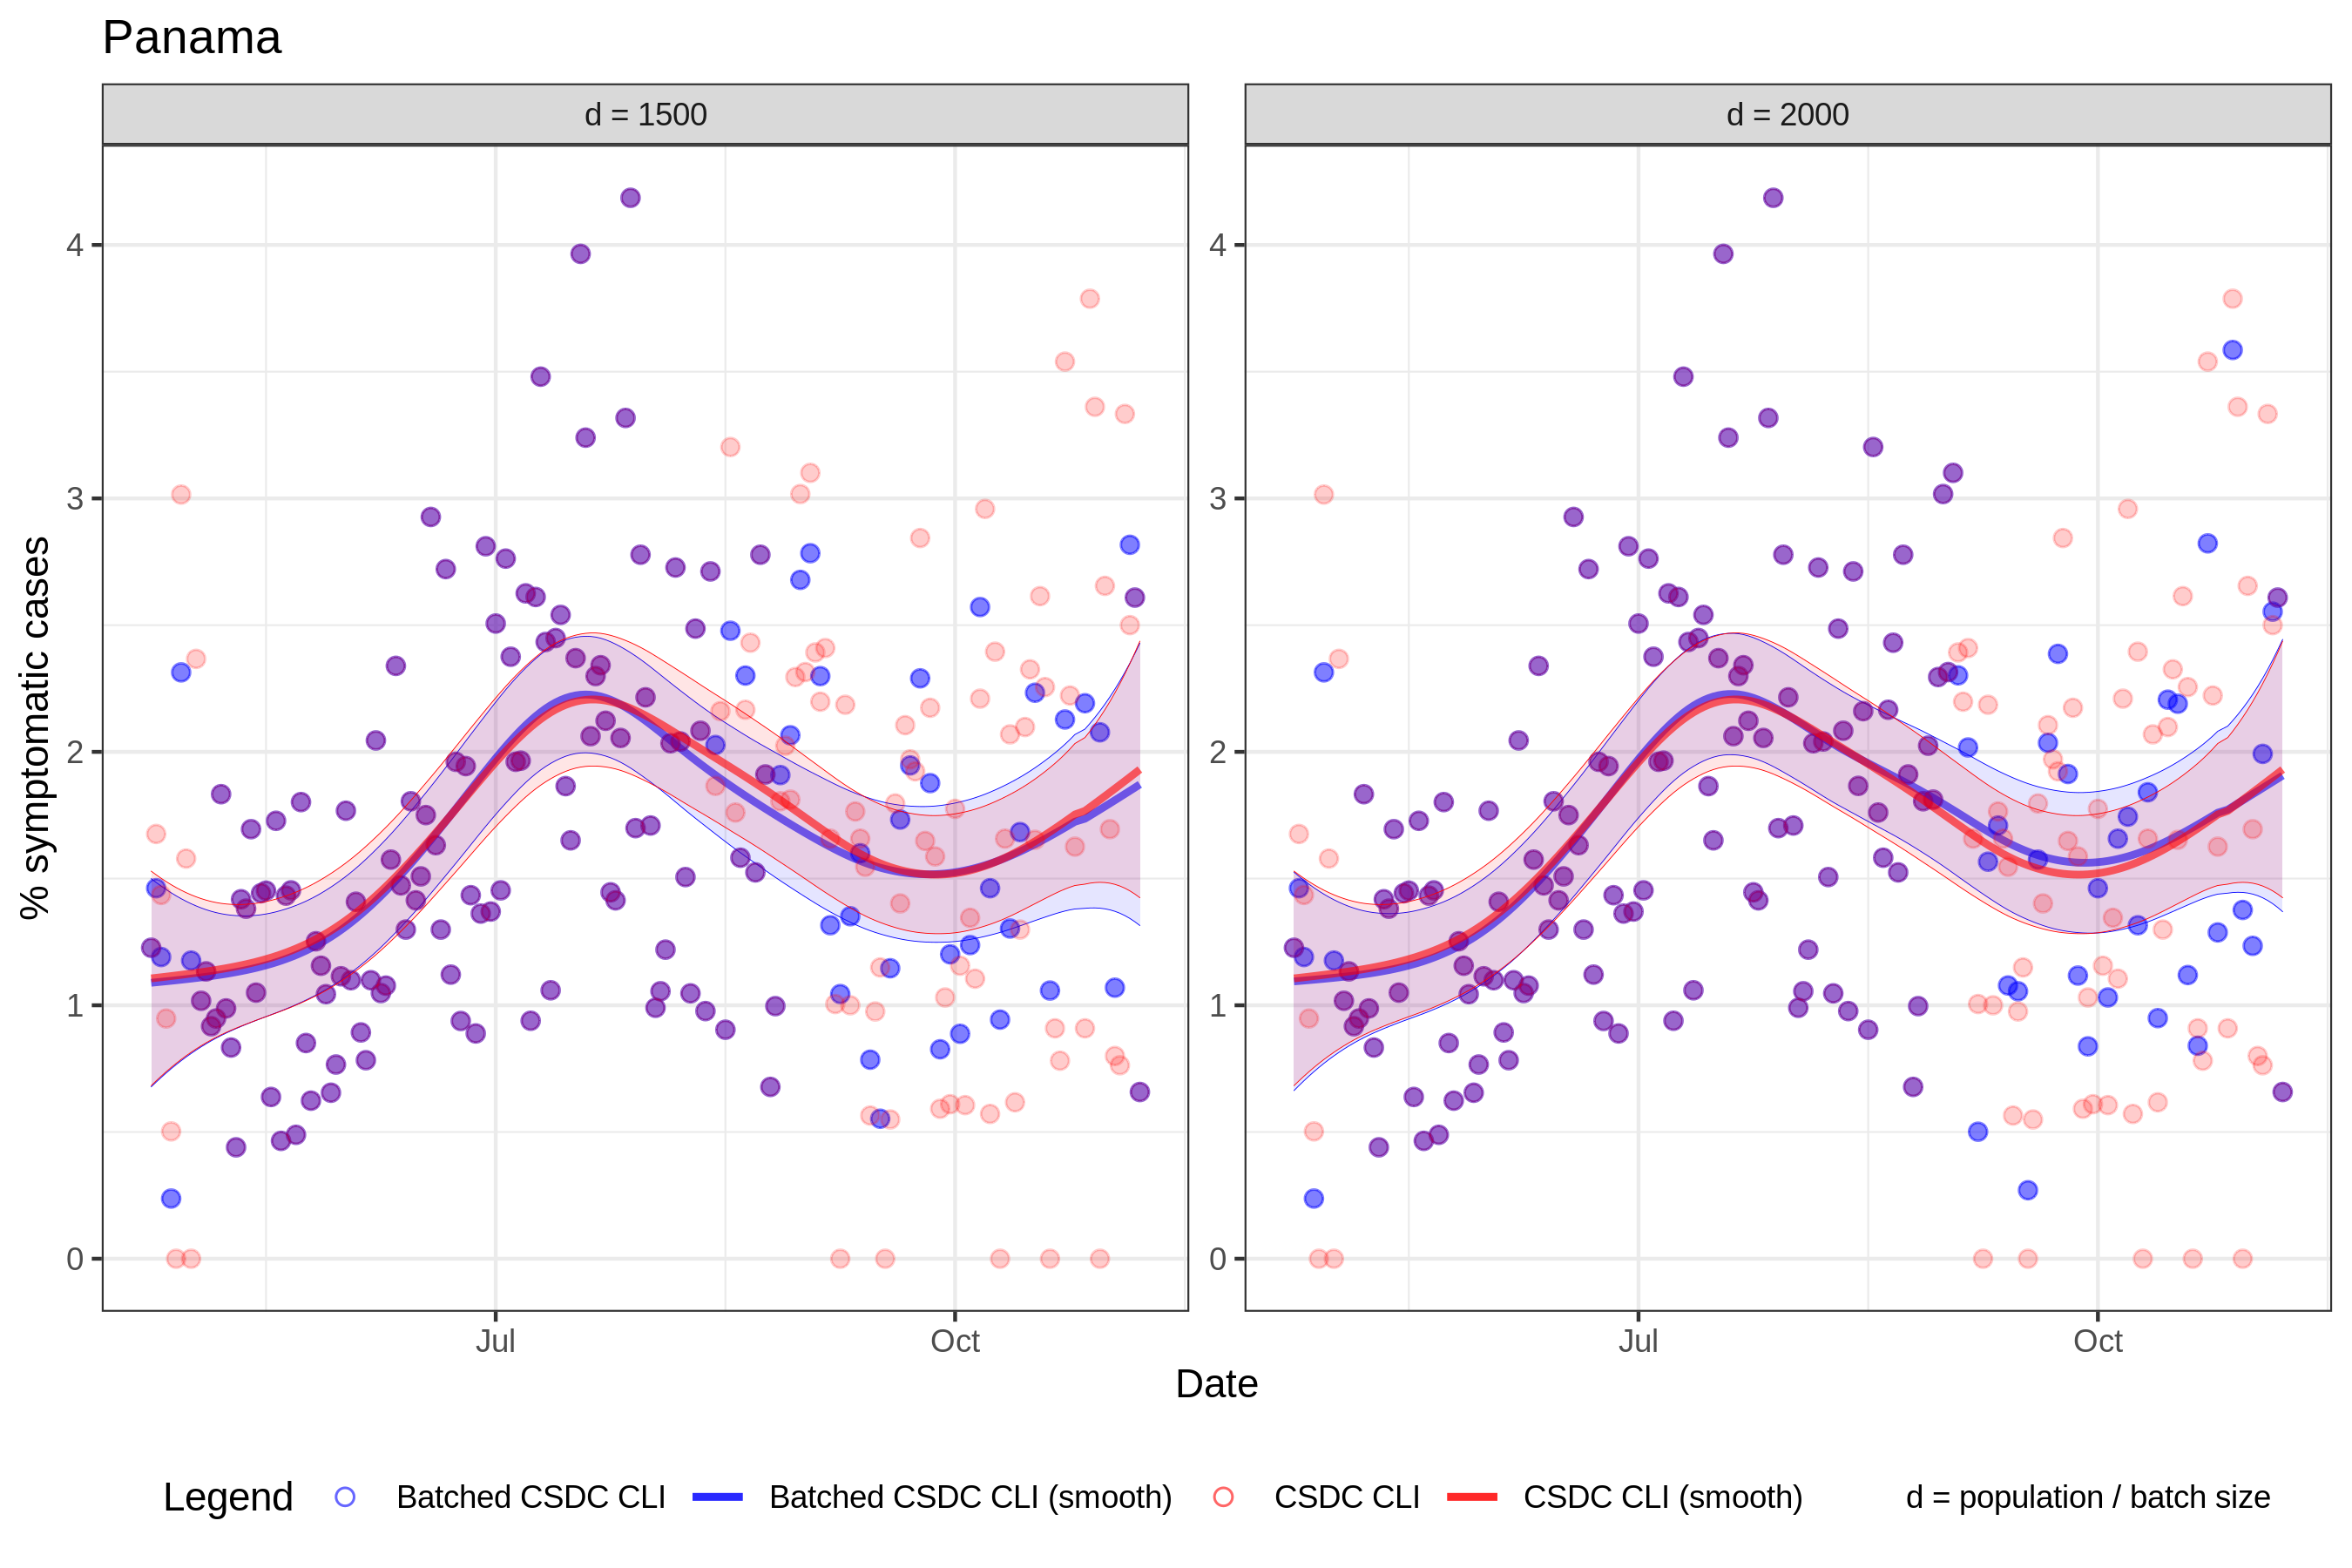 Panama
d = 1500
d = 2000
% symptomatic cases
4
3
2
1
0
4
3
2
1
0
Jul
Oct
Jul
Oct
Date
Legend
Batched CSDC CLI
Batched CSDC CLI (smooth)
CSDC CLI
CSDC CLI (smooth)
d = population / batch size